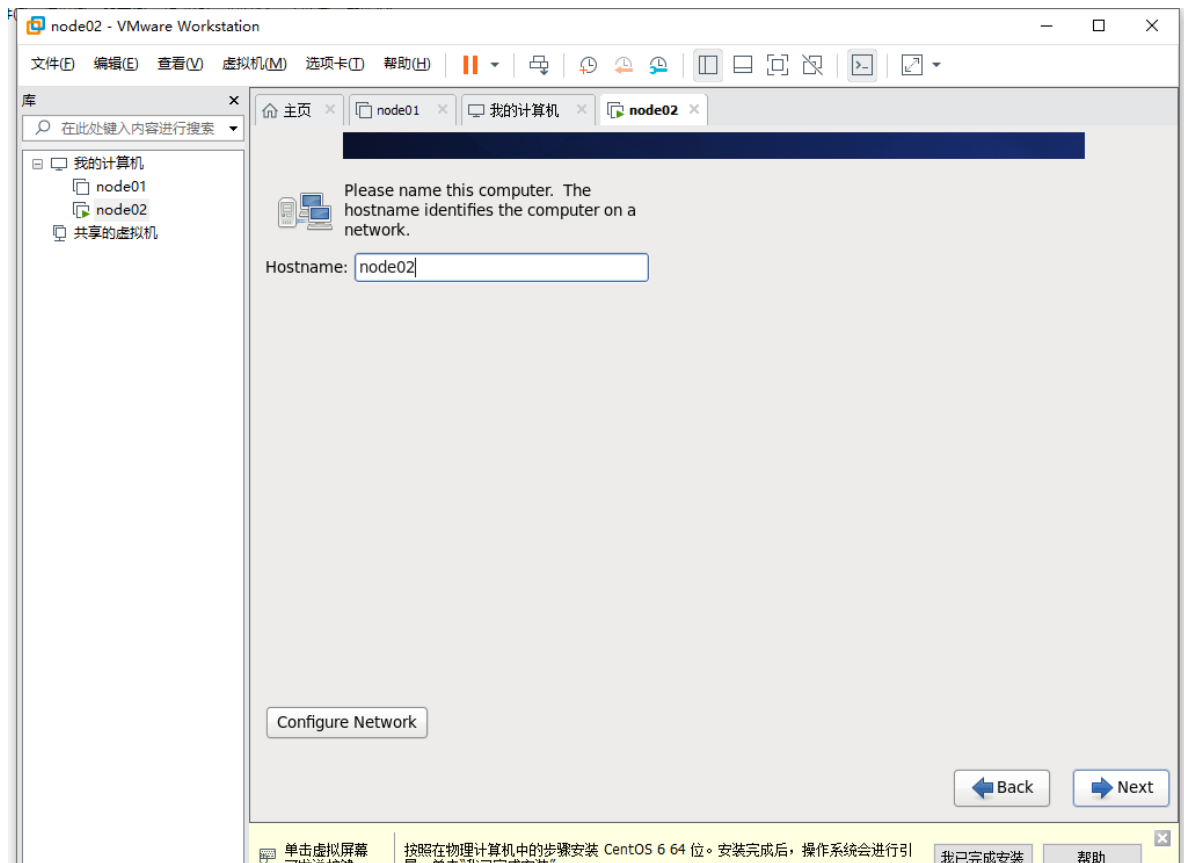 node02 - VMware Workstation
文件(F) 编辑(E) 查看(V) 虚拟机(M) 选项卡(T) 帮助(H)
库
在此处键入内容进行搜索
主页 node01 我的计算机 node02
我的计算机
node01
node02
共享的虚拟机
Please name this computer. The
hostname identifies the computer on a
network.
Hostname: node02
Configure Network
Back Next
单击虚拟屏幕
按照在物理计算机中的步骤安装 CentOS 6 64 位。安装完成后，操作系统会进行引
我已完成安装 帮助